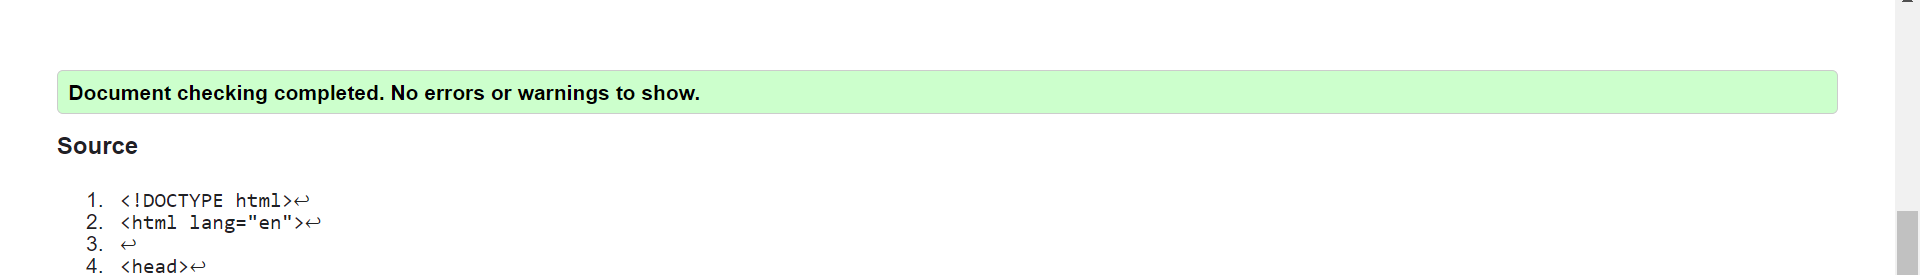 Document checking completed. No errors or warnings to show.
Source
1. <!DOCTYPE html>↩
2. <html lang="en">↩
3. ↩
4. <head>↩